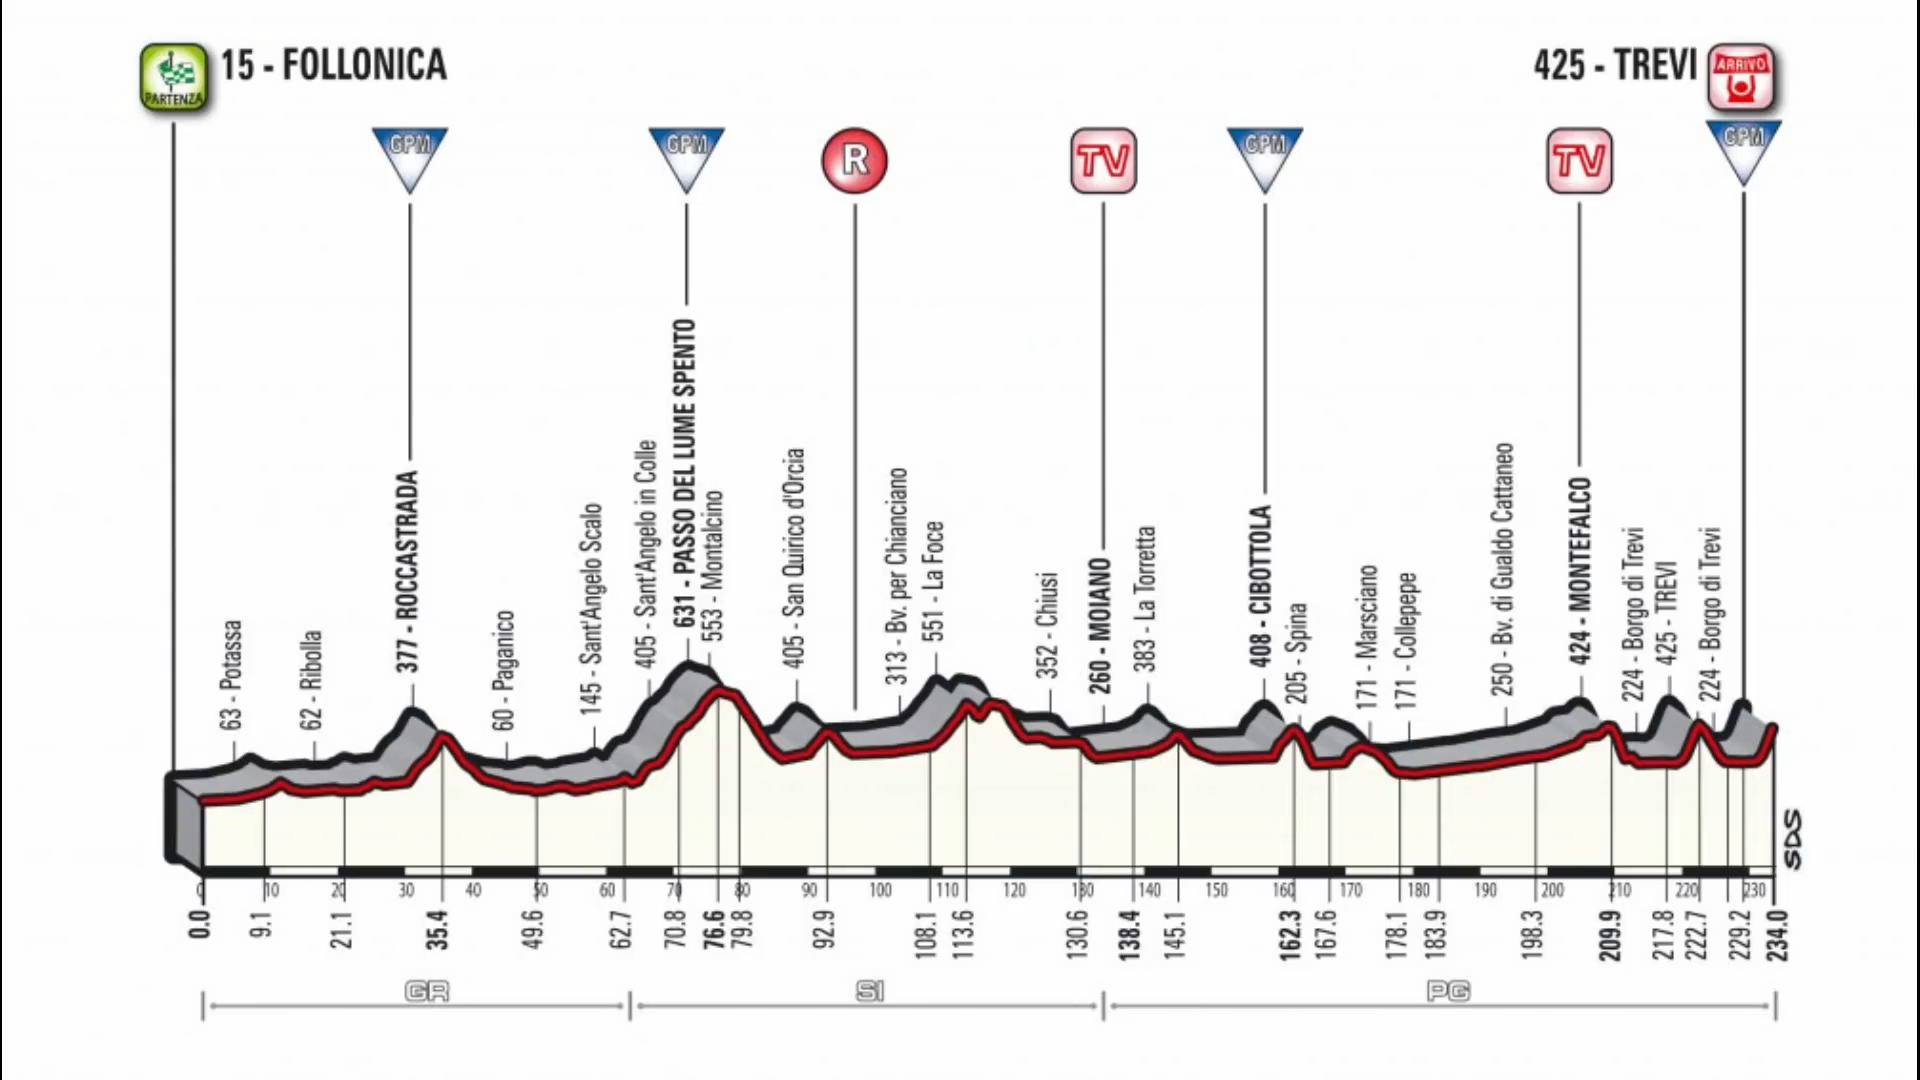 15 - FOLLONICA
425 - TREVI
PARTENZA
ARRIVO
GPM
GPM
R
TV
GPM
TV
GPM
63 - Potassa
62 - Ribolla
377 - ROCCASTRADA
60 - Paganico
145 - Sant'Angelo Scalo
405 - Sant'Angelo in Colle
631 - PASSO DEL LUME SPENTO
553 - Montalcino
405 - San Quirico d'Orcia
313 - Bv. per Chianciano
551 - La Foce
352 - Chiusi
260 - MOIANO
383 - La Torretta
408 - CIBOTTOLA
205 - Spina
171 - Marsciano
171 - Collepepe
250 - Bv. di Gualdo Cattaneo
424 - MONTEFALCO
224 - Borgo di Trevi
425 - TREVI
224 - Borgo di Trevi
SDS
0 10 20 30 40 50 60 70 80 90 100 110 120 130 140 150 160 170 180 190 200 210 220 230
0.0 9.1 21.1 35.4 49.6 62.7 70.8 76.6 79.8 92.9 108.1 113.6 130.6 138.4 145.1 162.3 167.6 178.1 183.9 198.3 209.9 217.8 222.7 229.2 234.0
GR SI PG